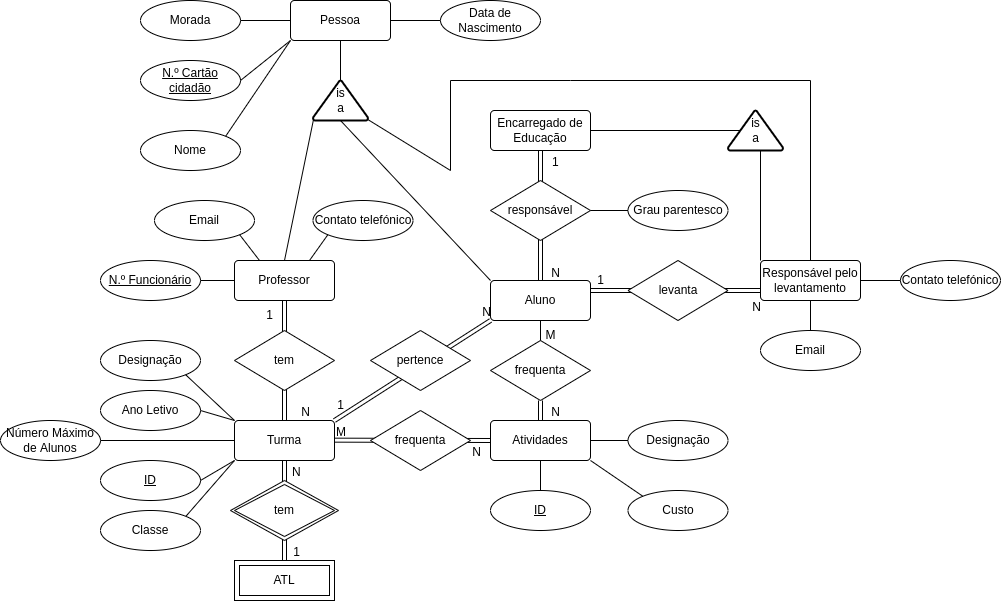 Morada
Pessoa
Data de
Nascimento
N.º Cartão
cidadão
is
a
Encarregado de
Educação
is
a
Nome
1
Email
Contato telefónico
responsável
Grau parentesco
N.º Funcionário
Professor
N
Aluno
1
levanta
Responsável pelo
levantamento
Contato telefónico
1
N
N
M
Designação
tem
pertence
frequenta
Email
Ano Letivo
N
1
N
Número Máximo
de Alunos
Turma
M
frequenta
N
Atividades
Designação
ID
N
Classe
tem
ID
Custo
1
ATL